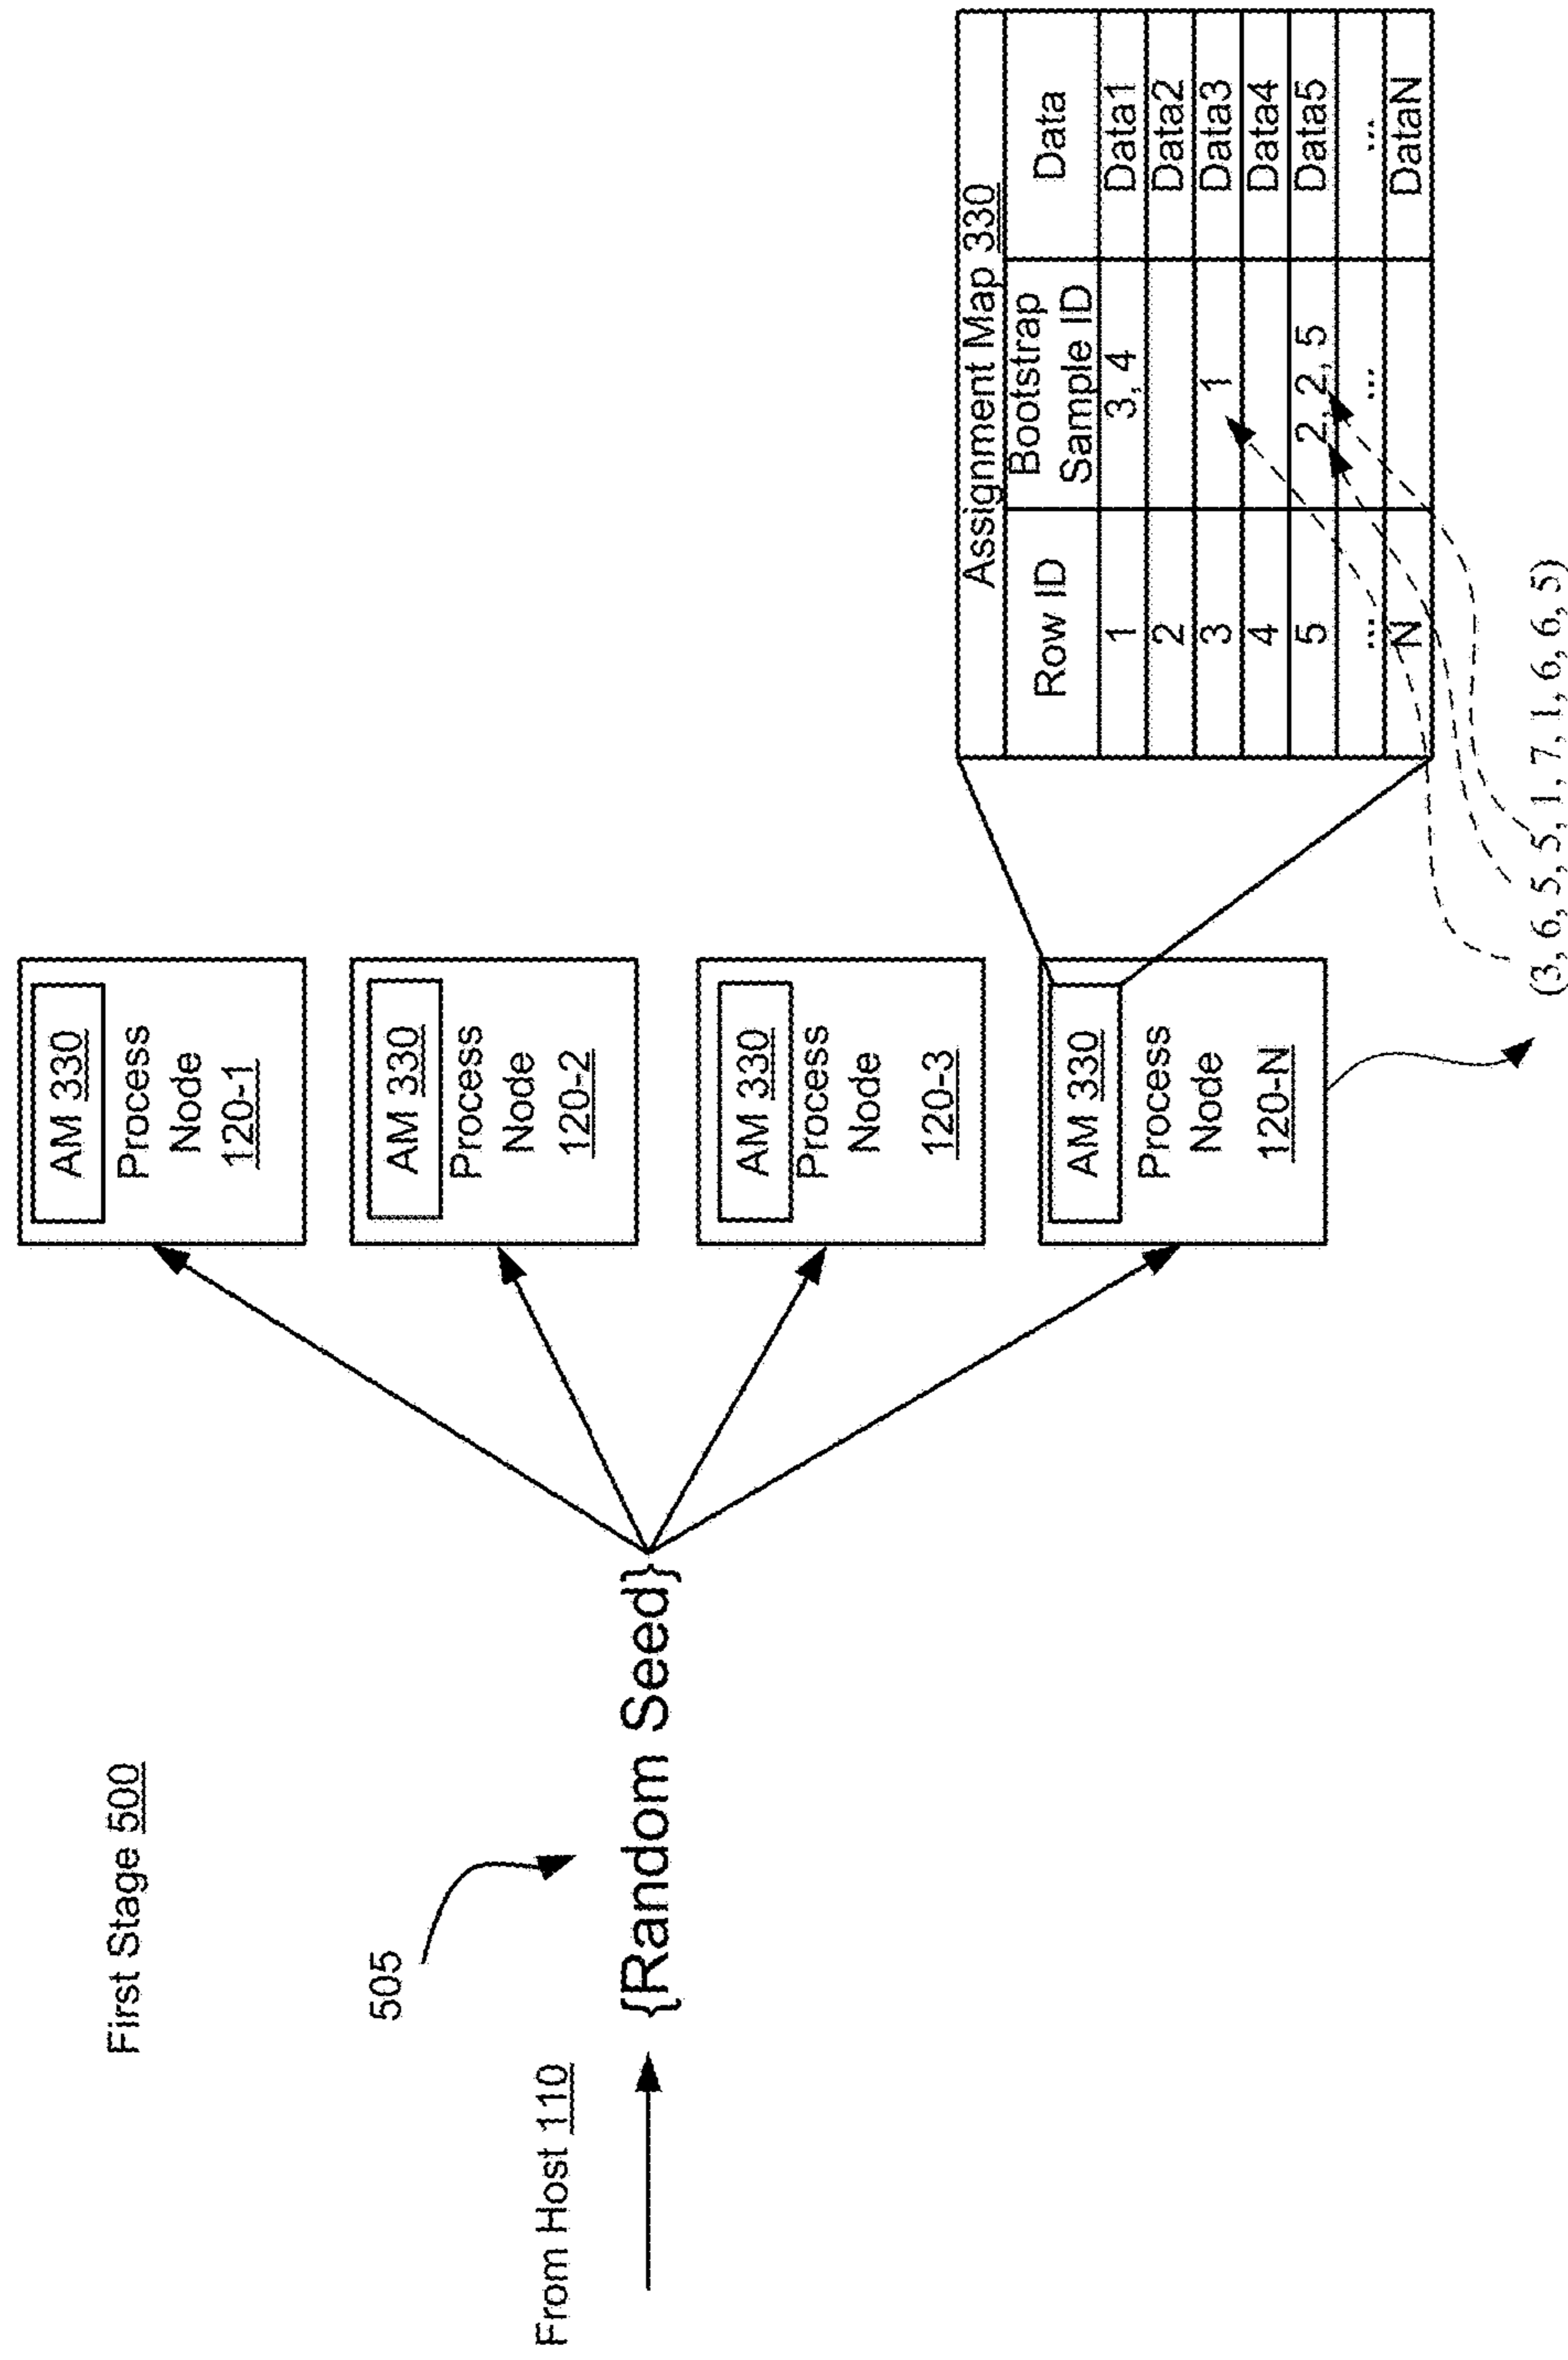 First Stage 500
505
From Host 110
{Random Seed}
AM 330
Process
Node
120-1
AM 330
Process
Node
120-2
AM 330
Process
Node
120-3
AM 330
Process
Node
120-N
Assignment Map 330
Row ID Bootstrap Sample ID Data
1 3, 4 Data1
2 Data2
3 1 Data3
4 Data4
5 2, 2, 5 Data5
... ... ...
N DataN
(3, 6, 5, 5, 1, 7, 1, 6, 6, 5)